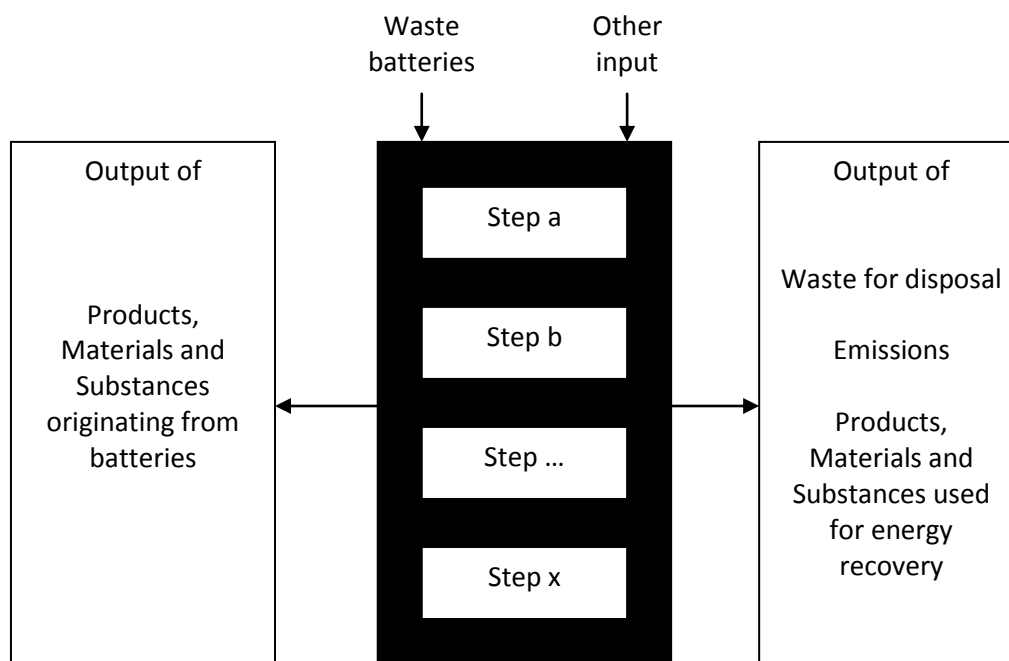 Waste
batteries
Other
input
Output of
Products,
Materials and
Substances
originating from
batteries
Step a
Step b
Step ...
Step x
Output of
Waste for disposal
Emissions
Products,
Materials and
Substances used
for energy
recovery